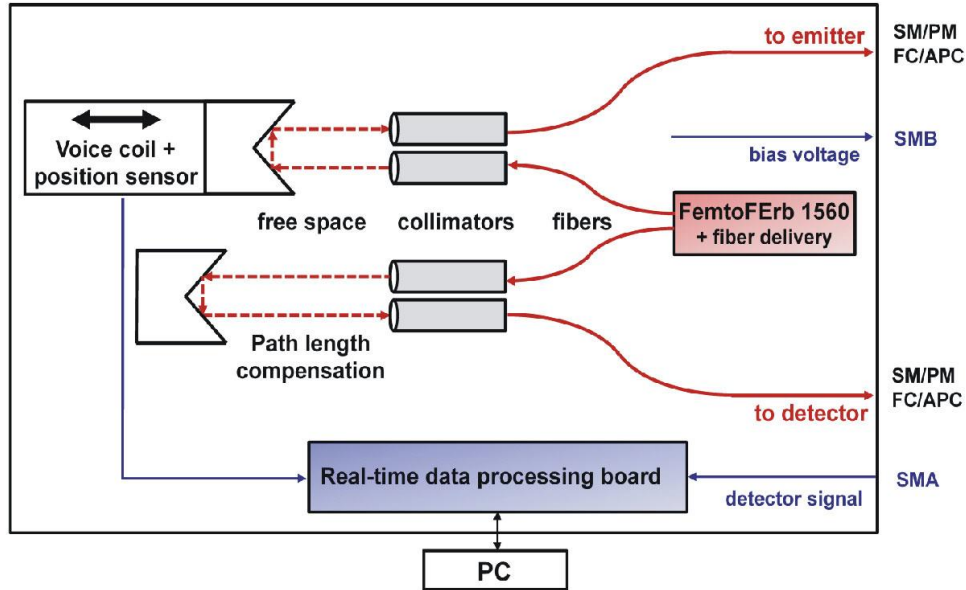 to emitter
SM/PM
FC/APC
Voice coil +
position sensor
bias voltage
SMB
free space
collimators
fibers
FemtoFErb 1560
+ fiber delivery
Path length
compensation
SM/PM
FC/APC
to detector
Real-time data processing board
detector signal
SMA
PC